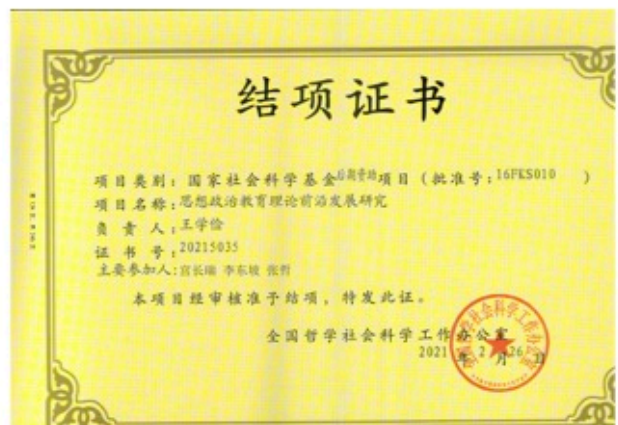 结项证书
项目类别：国家社会科学基金后期资助项目（批准号：16FKS010）
项目名称：思想政治教育理论前沿发展研究
负责人：王学俭
证书号：20215035
主要参加人：宫长瑞 李东坡 张哲
本项目经审核准予结项，特发此证。
全国哲学社会科学工作办公室
2021年2月26日